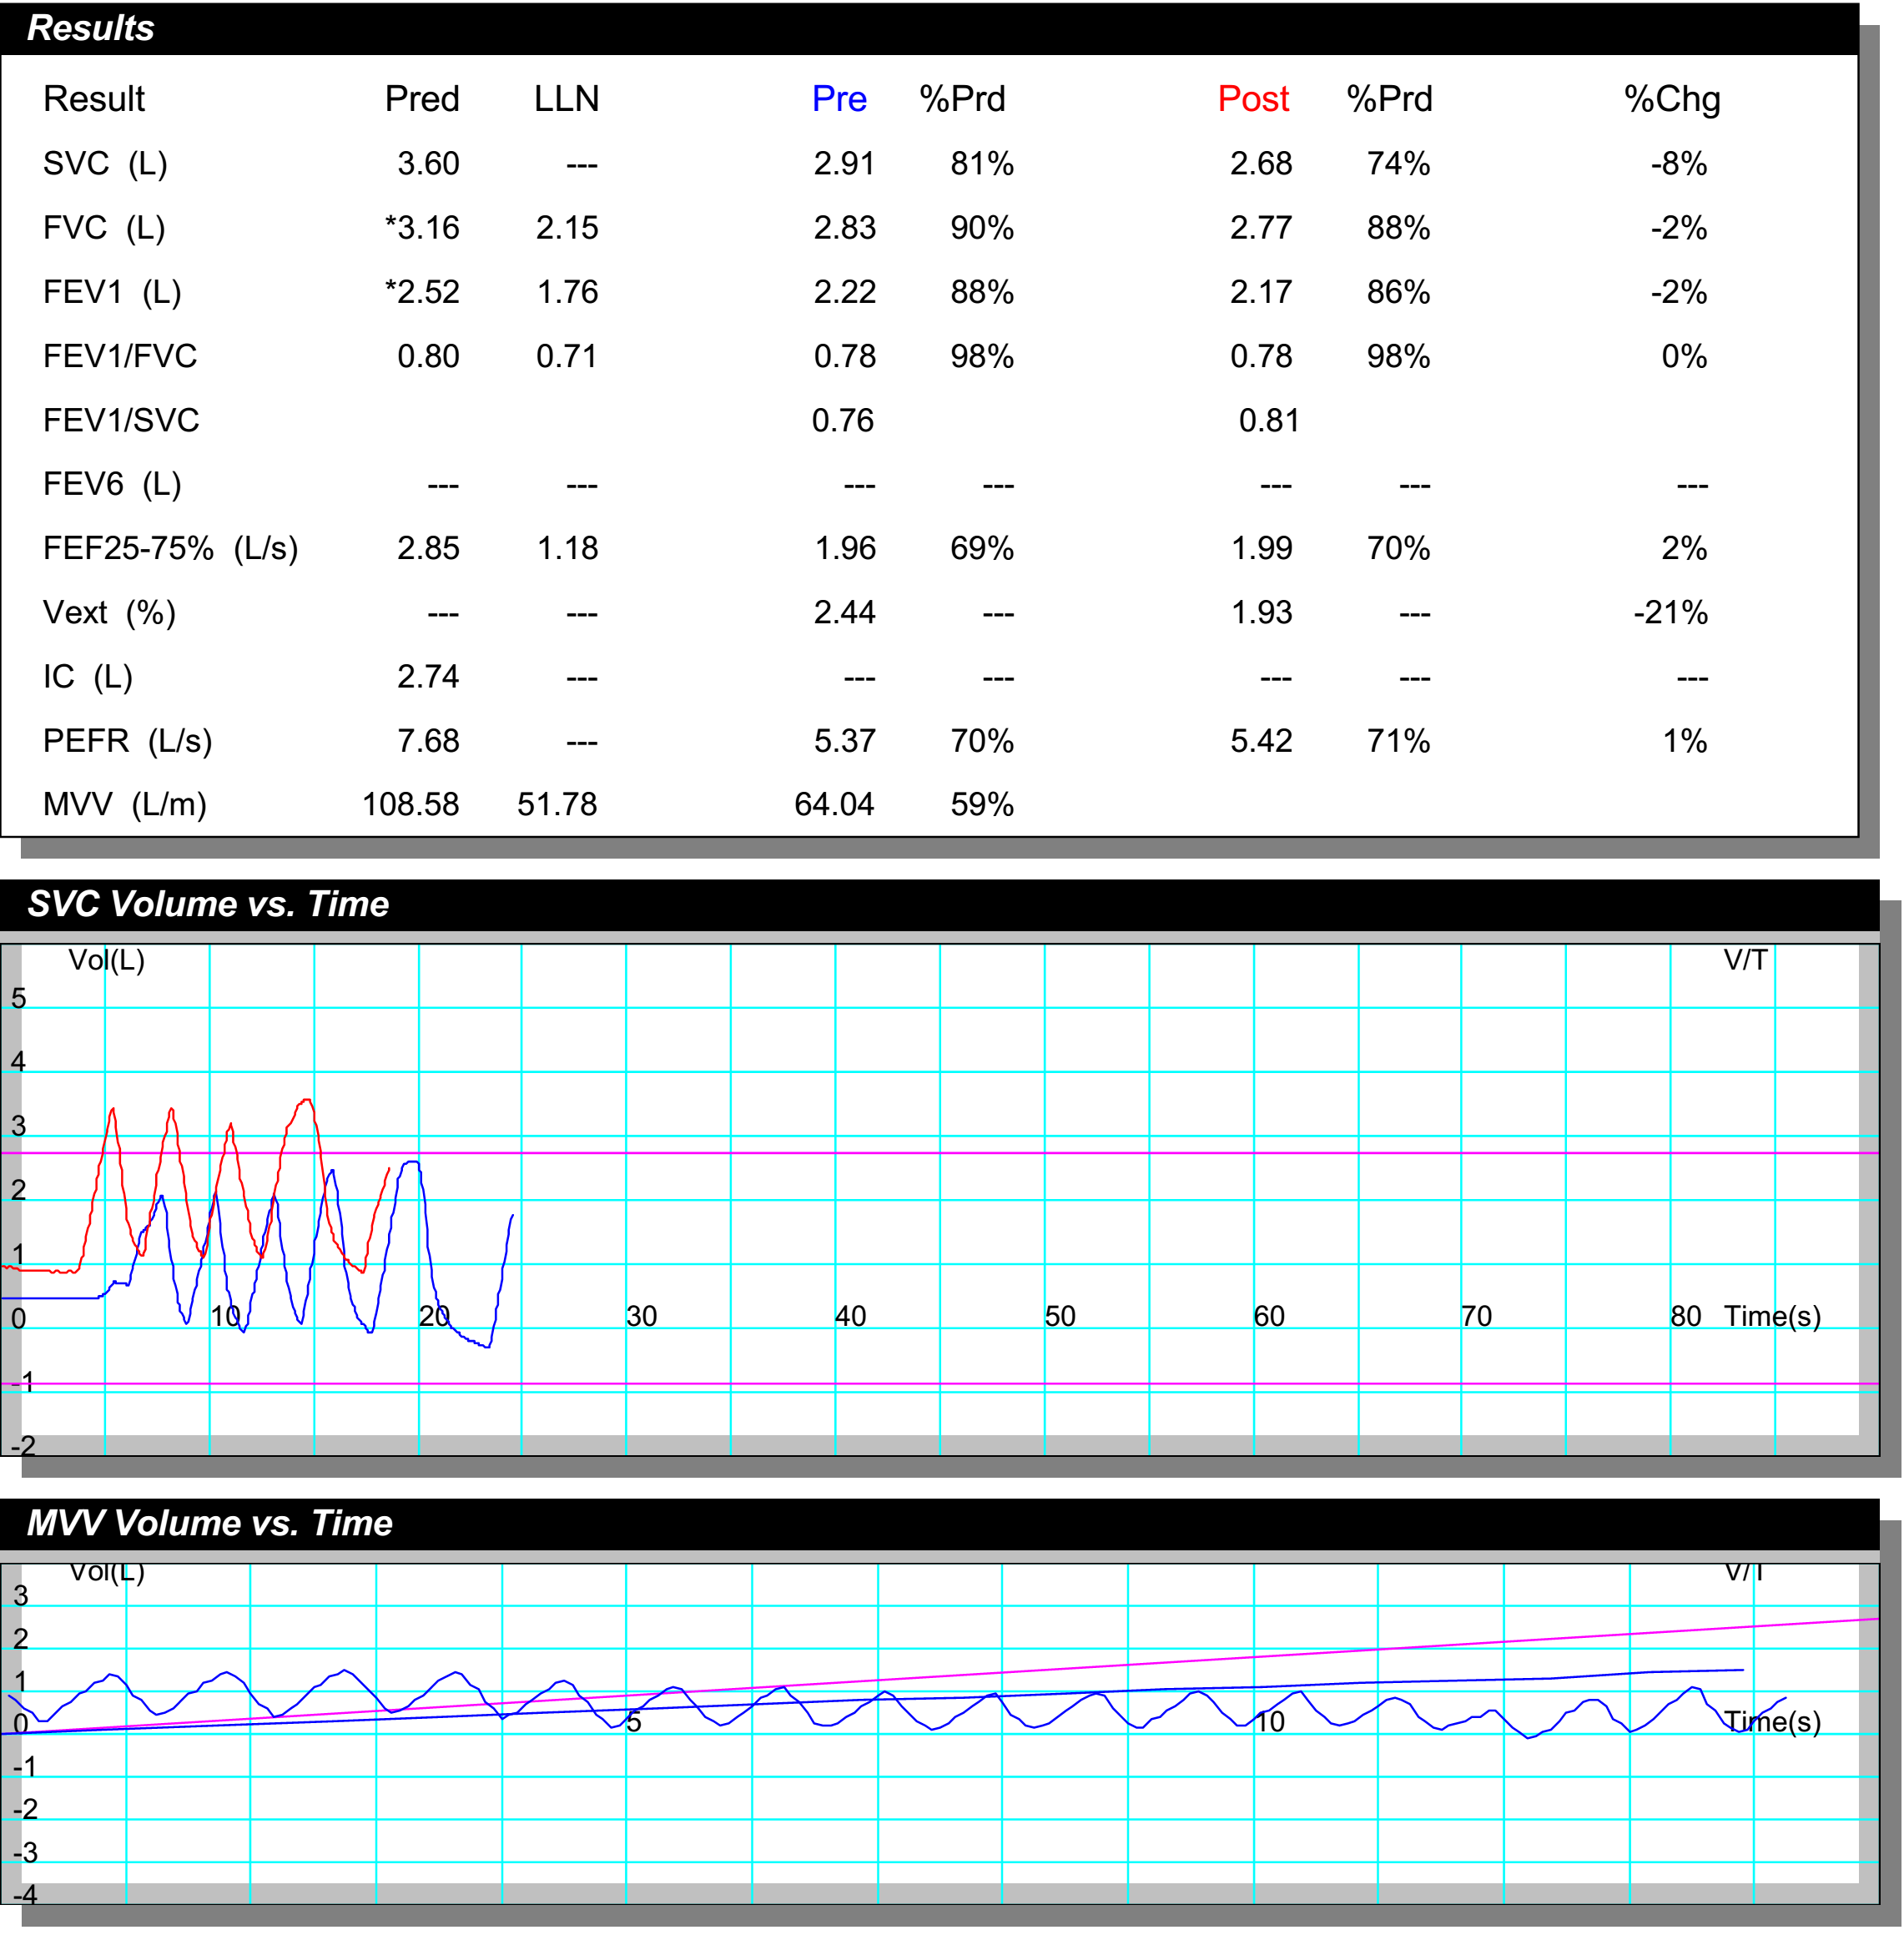 Results
Result Pred LLN Pre %Prd Post %Prd %Chg
SVC (L) 3.60 --- 2.91 81% 2.68 74% -8%
FVC (L) *3.16 2.15 2.83 90% 2.77 88% -2%
FEV1 (L) *2.52 1.76 2.22 88% 2.17 86% -2%
FEV1/FVC 0.80 0.71 0.78 98% 0.78 98% 0%
FEV1/SVC 0.76 0.81
FEV6 (L) --- --- --- --- --- --- ---
FEF25-75% (L/s) 2.85 1.18 1.96 69% 1.99 70% 2%
Vext (%) --- --- 2.44 --- 1.93 --- -21%
IC (L) 2.74 --- --- --- --- --- ---
PEFR (L/s) 7.68 --- 5.37 70% 5.42 71% 1%
MVV (L/m) 108.58 51.78 64.04 59%
SVC Volume vs. Time
Vol(L) V/T
5
4
3
2
1
0 10 20 30 40 50 60 70 80 Time(s)
-1
-2
MVV Volume vs. Time
Vol(L) V/T
3
2
1
0 5 10 Time(s)
-1
-2
-3
-4